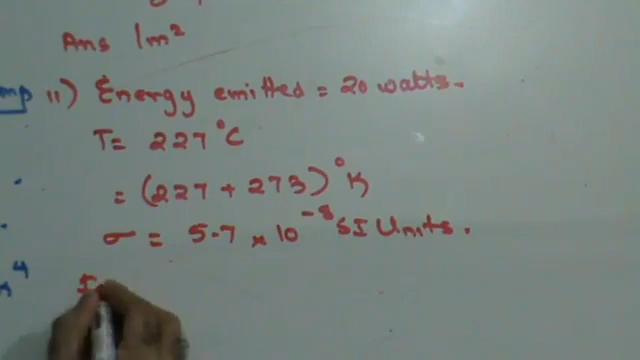 Ans 1m²
11) Energy emitted = 20 watts.
T = 227°C
= (227 + 273)°K
σ = 5.7 × 10⁻⁸ SI Units.